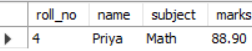 roll_no name subject marks
4 Priya Math 88.90